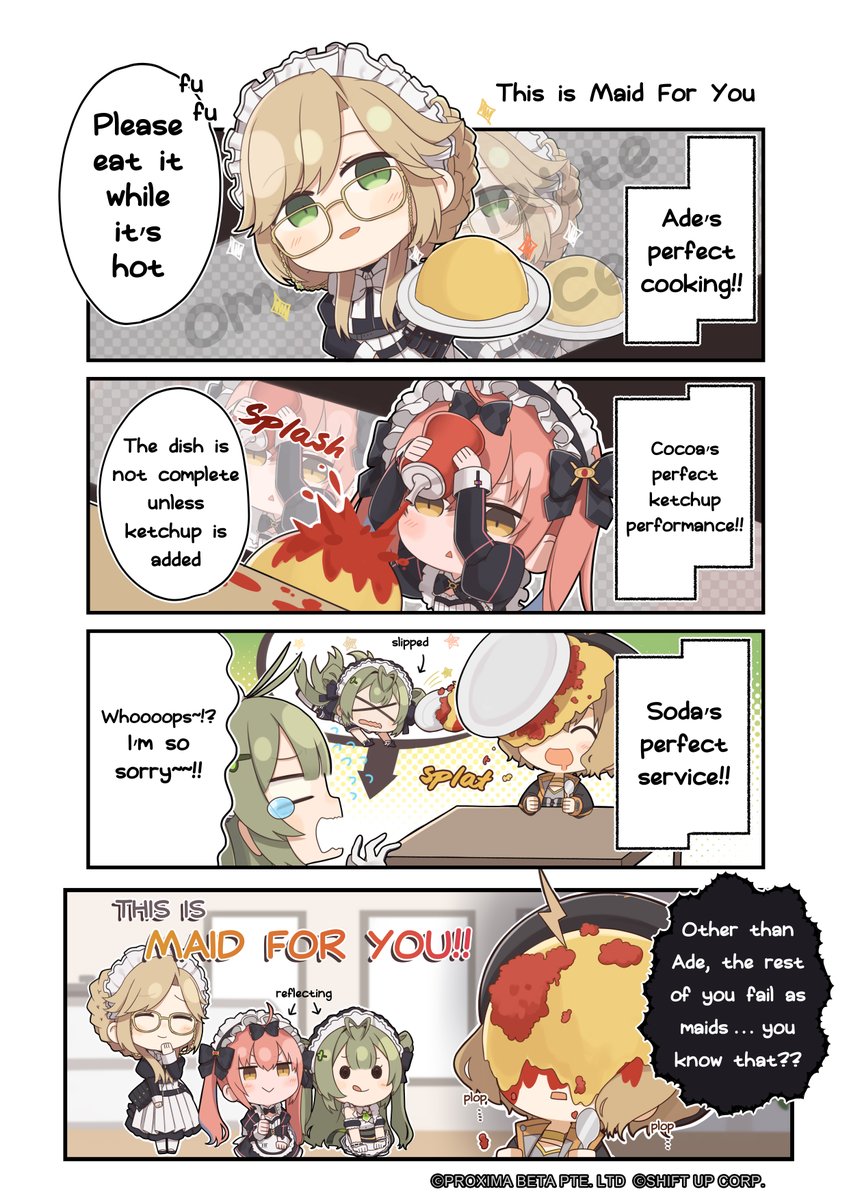 This is Maid For You
fu
fu
Please
eat it
while
it's
hot
Ade's
perfect
cooking!!
Splash
The dish is
not complete
unless
ketchup is
added
Cocoa's
perfect
ketchup
performance!!
slipped
Whoooops~!?
I'm so
sorry~~!!
Splat
Soda's
perfect
service!!
THIS IS
MAID FOR YOU!!
reflecting
Other than
Ade, the rest
of you fail as
maids... you
know that??
plop
plop
©PROXIMA BETA PTE. LTD ©SHIFT UP CORP.